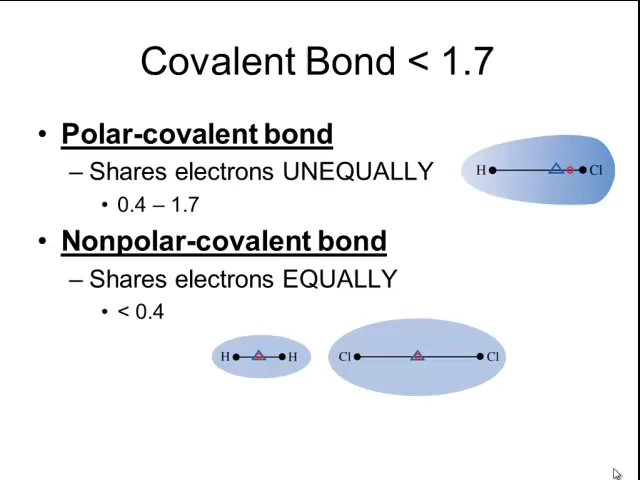 Covalent Bond < 1.7
• Polar-covalent bond
– Shares electrons UNEQUALLY
• 0.4 – 1.7
H Cl
• Nonpolar-covalent bond
– Shares electrons EQUALLY
• < 0.4
H H Cl Cl